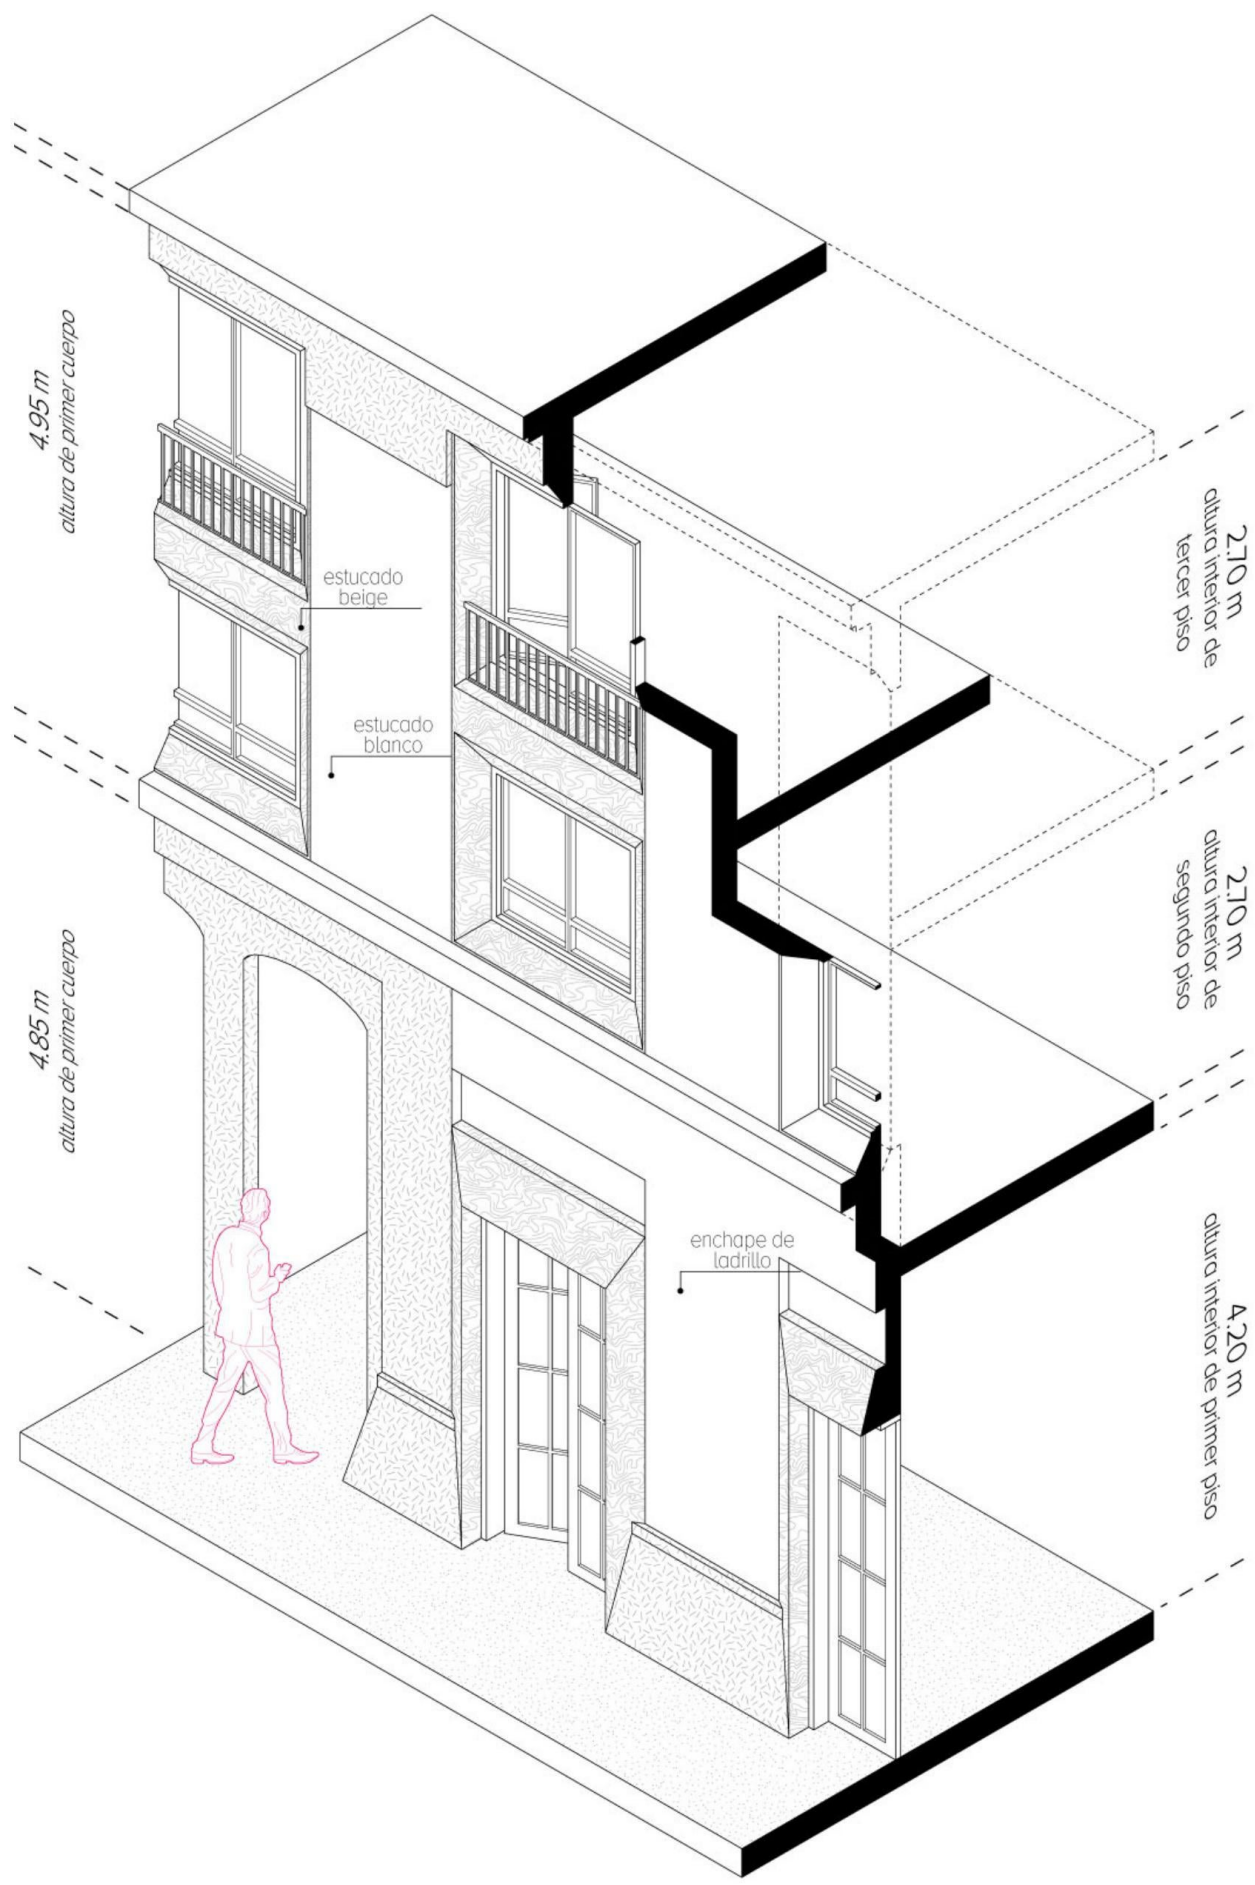 4.95 m
altura de primer cuerpo
2.70 m
altura interior de
tercer piso
estucado
beige
estucado
blanco
2.70 m
altura interior de
segundo piso
4.85 m
altura de primer cuerpo
enchape de
ladrillo
4.20 m
altura interior de primer piso